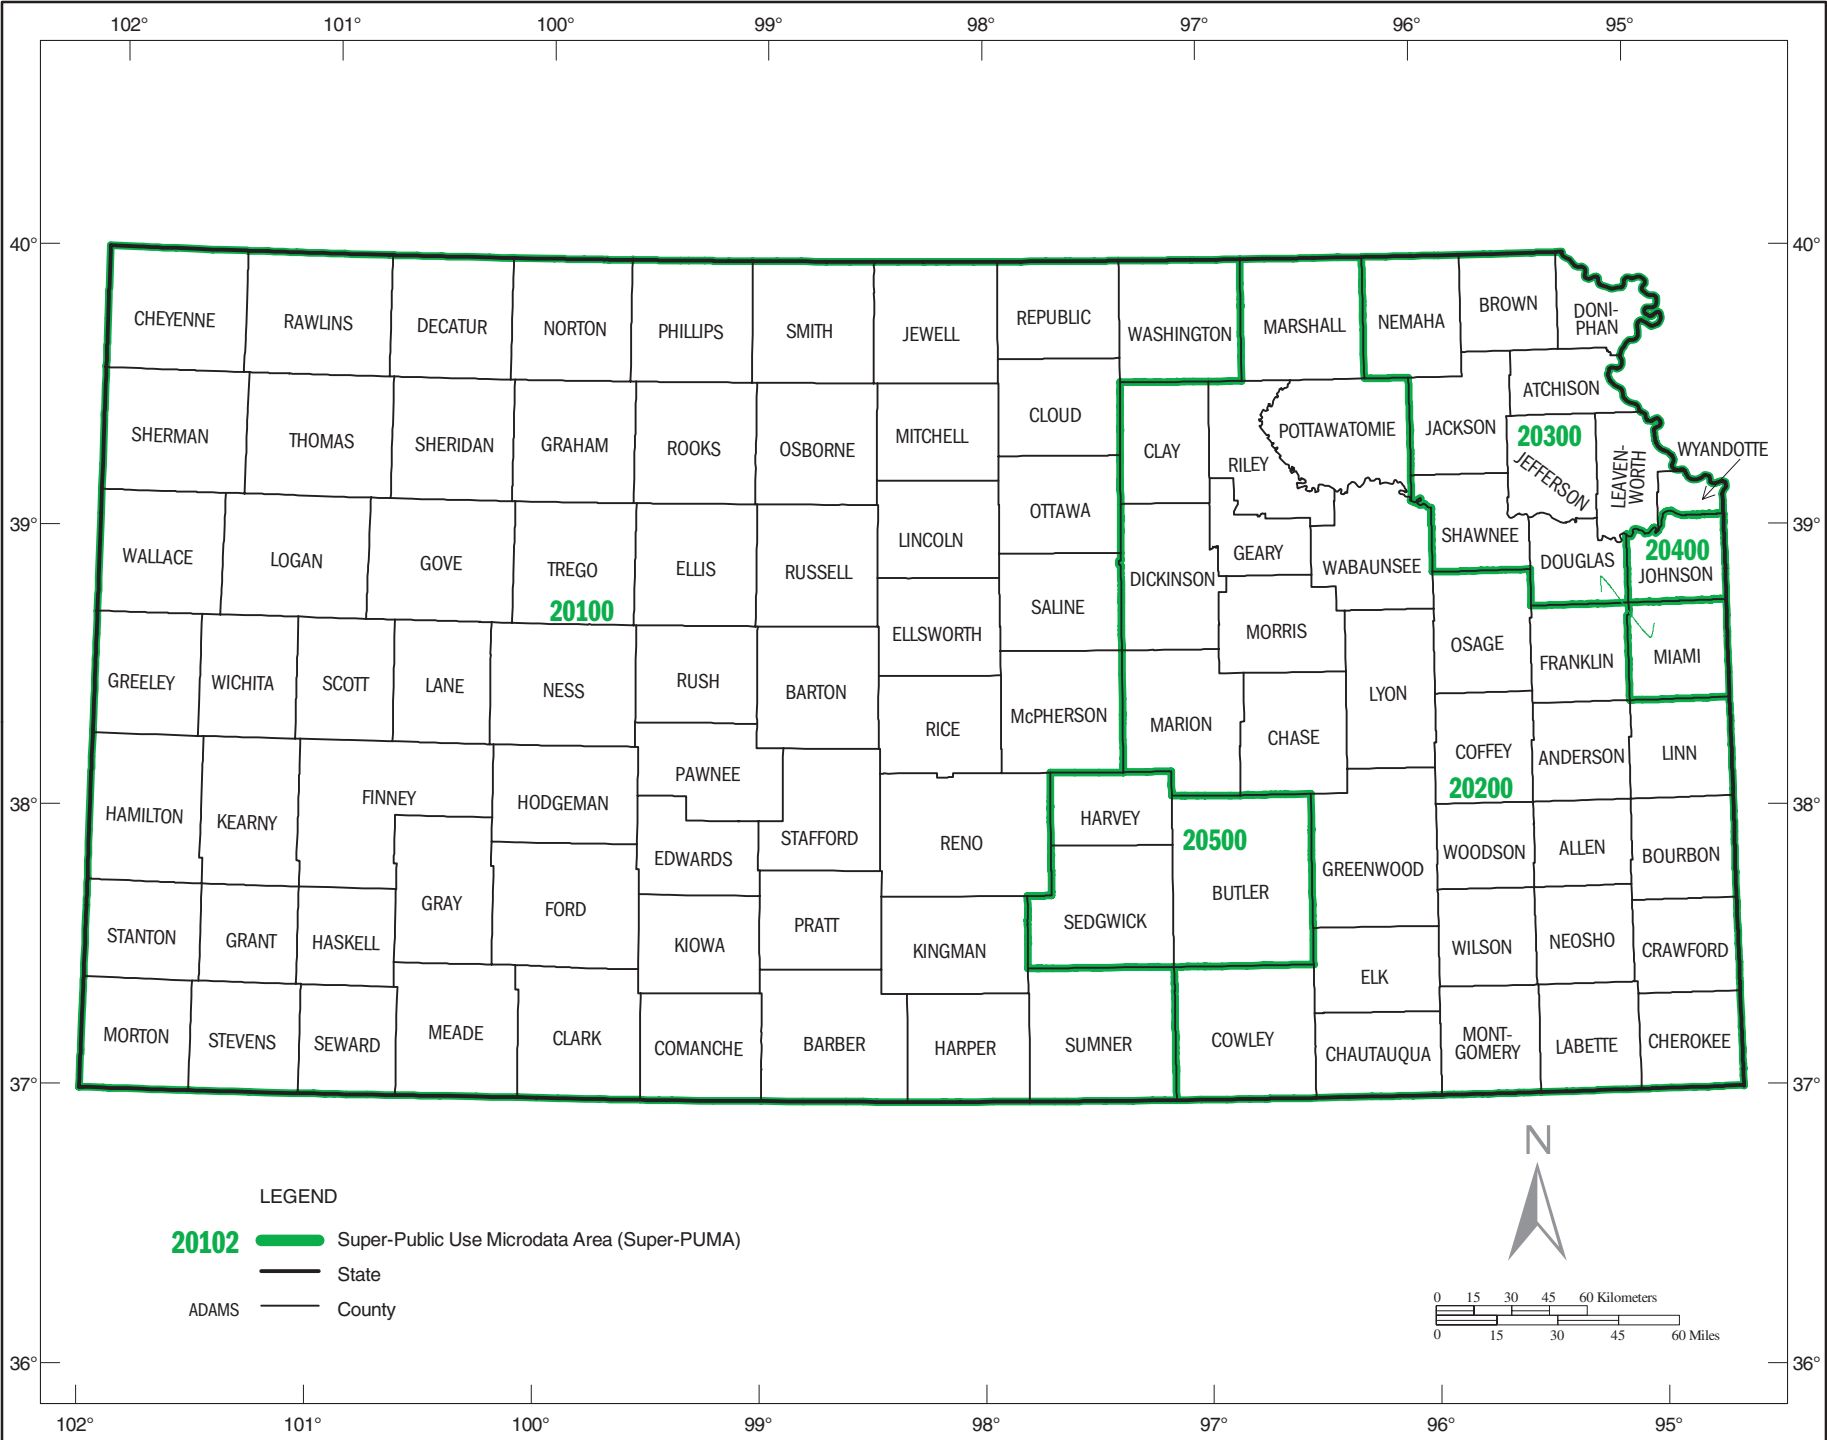 102° 101° 100° 99° 98° 97° 96° 95°
40° 40°
CHEYENNE RAWLINS DECATUR NORTON PHILLIPS SMITH JEWELL REPUBLIC WASHINGTON MARSHALL NEMAHA BROWN DONI-
PHAN
SHERMAN THOMAS SHERIDAN GRAHAM ROOKS OSBORNE MITCHELL CLOUD CLAY RILEY POTTAWATOMIE JACKSON ATCHISON
20300
JEFFERSON
LEAVEN-
WORTH
WYANDOTTE
39° 39°
WALLACE LOGAN GOVE TREGO ELLIS RUSSELL LINCOLN OTTAWA DICKINSON GEARY WABAUNSEE SHAWNEE DOUGLAS
20400
JOHNSON
20100
SALINE
ELLSWORTH
GREELEY WICHITA SCOTT LANE NESS RUSH BARTON RICE McPHERSON MARION MORRIS CHASE LYON OSAGE FRANKLIN MIAMI
COFFEY ANDERSON LINN
20200
38° 38°
HAMILTON KEARNY FINNEY HODGEMAN PAWNEE STAFFORD RENO HARVEY
20500
BUTLER GREENWOOD WOODSON ALLEN BOURBON
EDWARDS
STANTON GRANT HASKELL GRAY FORD KIOWA PRATT KINGMAN SEDGWICK ELK WILSON NEOSHO CRAWFORD
MORTON STEVENS SEWARD MEADE CLARK COMANCHE BARBER HARPER SUMNER COWLEY CHAUTAUQUA MONT-
GOMERY LABETTE CHEROKEE
37° 37°
N
LEGEND
20102 Super-Public Use Microdata Area (Super-PUMA)
State
ADAMS County
0 15 30 45 60 Kilometers
0 15 30 45 60 Miles
36° 36°
102° 101° 100° 99° 98° 97° 96° 95°